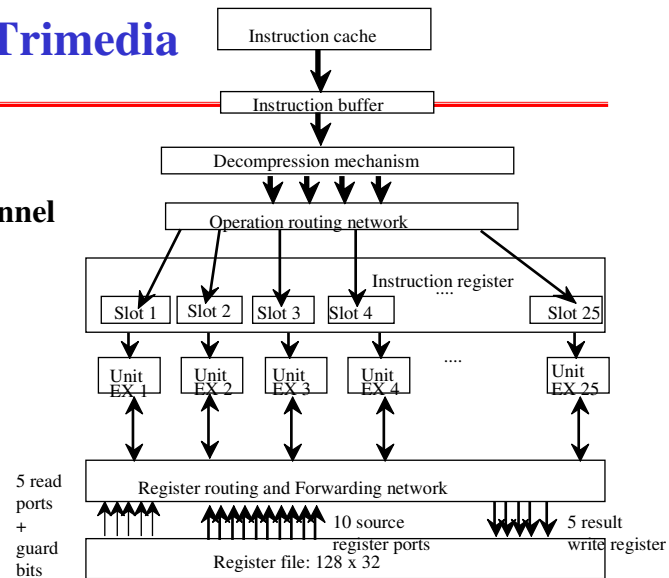 Trimedia
Instruction cache
Instruction buffer
Decompression mechanism
nnel
Operation routing network
Instruction register
....
Slot 1
Slot 2
Slot 3
Slot 4
Slot 25
....
Unit
EX 1
Unit
EX 2
Unit
EX 3
Unit
EX 4
Unit
EX 25
5 read
ports
+
guard
bits
Register routing and Forwarding network
10 source
register ports
5 result
write register
Register file: 128 x 32